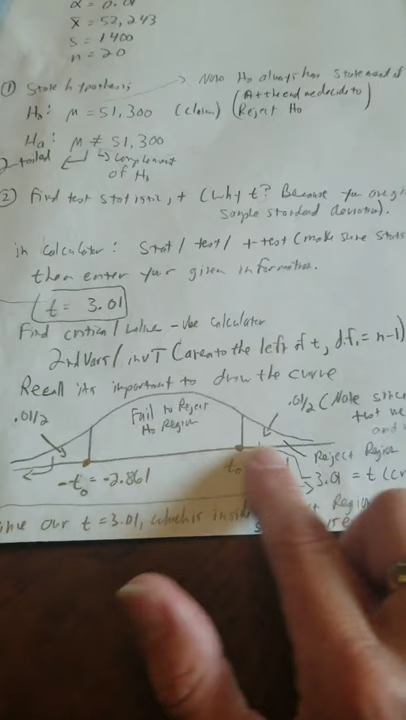 α = 0.01
x̄ = 52,243
s = 1400
n = 20
① State hypothesis → Note Ho always has statement of
Ho: μ = 51,300 (claim) (At the end we decide to)
Reject Ho
Ha: μ ≠ 51,300
2-tailed ↳ complement
of Ho
② Find test statistic, t (Why t? Because you are
sample standard deviation).
in calculator: Stat / test / t-test (make sure Stats
then enter your given information.
t = 3.01
Find critical value - use calculator
2nd Vars / invT (area to the left of t, d.f. = n-1)
Recall its important to draw the curve
.01/2 Fail to Reject .01/2 (Note since
Ho Region test
Reject Region
-t₀ = -2.861 t₀ 3.01 = t
since our t = 3.01, which is